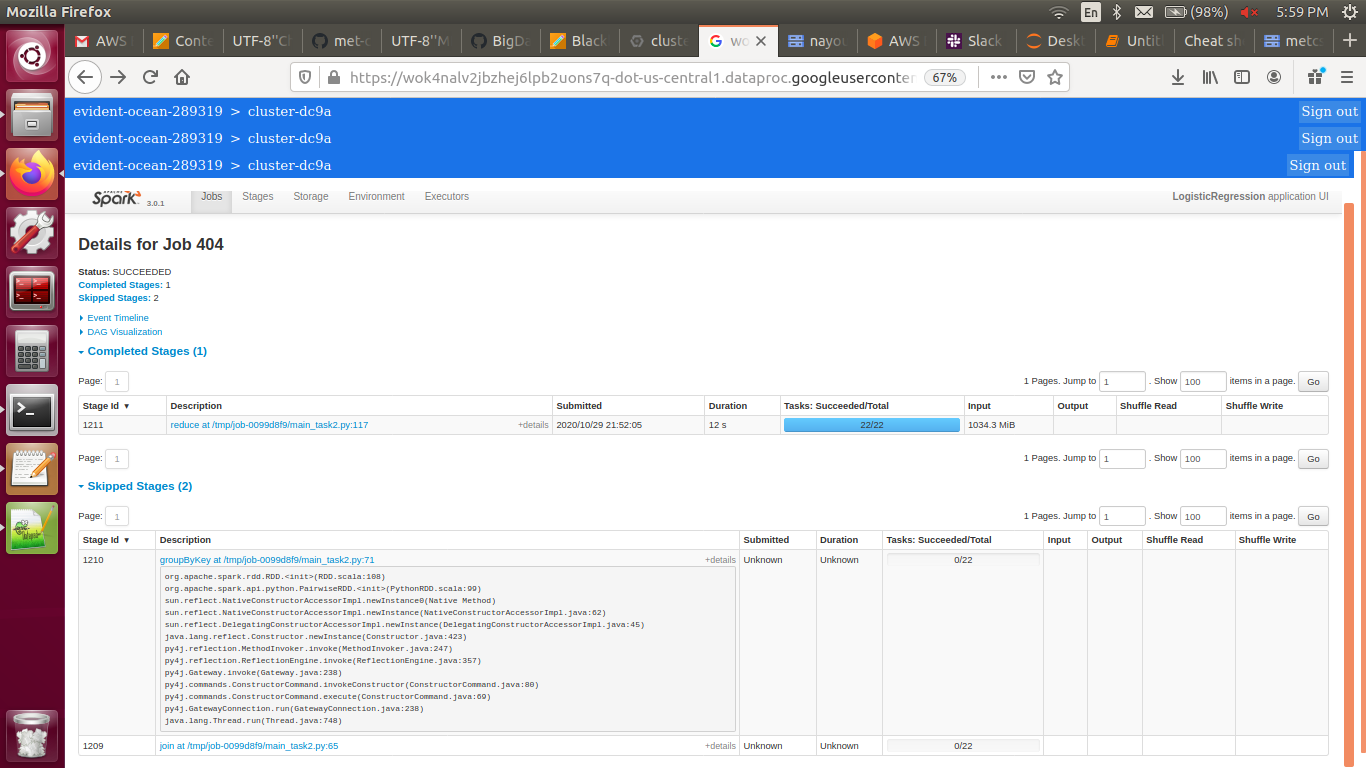 Mozilla Firefox
En
(98%)
5:59 PM
AWS
Conte
UTF-8''C
met-c
UTF-8''M
BigDa
Black
cluste
wo
nayou
AWS
Slack
Deskt
Untit
Cheat sh
metcs
https://wok4nalv2jbzhej6lpb2uons7q-dot-us-central1.dataproc.googleuserconter
67%
evident-ocean-289319 > cluster-dc9a
Sign out
evident-ocean-289319 > cluster-dc9a
Sign out
evident-ocean-289319 > cluster-dc9a
Sign out
Spark 3.0.1
Jobs
Stages
Storage
Environment
Executors
LogisticRegression application UI
Details for Job 404
Status: SUCCEEDED
Completed Stages: 1
Skipped Stages: 2
Event Timeline
DAG Visualization
Completed Stages (1)
Page: 1
1 Pages. Jump to 1 . Show 100 items in a page. Go
Stage Id ▾ Description Submitted Duration Tasks: Succeeded/Total Input Output Shuffle Read Shuffle Write
1211 reduce at /tmp/job-0099d8f9/main_task2.py:117 +details 2020/10/29 21:52:05 12 s 22/22 1034.3 MiB
Page: 1
1 Pages. Jump to 1 . Show 100 items in a page. Go
Skipped Stages (2)
Page: 1
1 Pages. Jump to 1 . Show 100 items in a page. Go
Stage Id ▾ Description Submitted Duration Tasks: Succeeded/Total Input Output Shuffle Read Shuffle Write
1210 groupByKey at /tmp/job-0099d8f9/main_task2.py:71 +details Unknown Unknown 0/22
org.apache.spark.rdd.RDD.<init>(RDD.scala:108)
org.apache.spark.api.python.PairwiseRDD.<init>(PythonRDD.scala:99)
sun.reflect.NativeConstructorAccessorImpl.newInstance0(Native Method)
sun.reflect.NativeConstructorAccessorImpl.newInstance(NativeConstructorAccessorImpl.java:62)
sun.reflect.DelegatingConstructorAccessorImpl.newInstance(DelegatingConstructorAccessorImpl.java:45)
java.lang.reflect.Constructor.newInstance(Constructor.java:423)
py4j.reflection.MethodInvoker.invoke(MethodInvoker.java:247)
py4j.reflection.ReflectionEngine.invoke(ReflectionEngine.java:357)
py4j.Gateway.invoke(Gateway.java:238)
py4j.commands.ConstructorCommand.invokeConstructor(ConstructorCommand.java:80)
py4j.commands.ConstructorCommand.execute(ConstructorCommand.java:69)
py4j.GatewayConnection.run(GatewayConnection.java:238)
java.lang.Thread.run(Thread.java:748)
1209 join at /tmp/job-0099d8f9/main_task2.py:65 +details Unknown Unknown 0/22